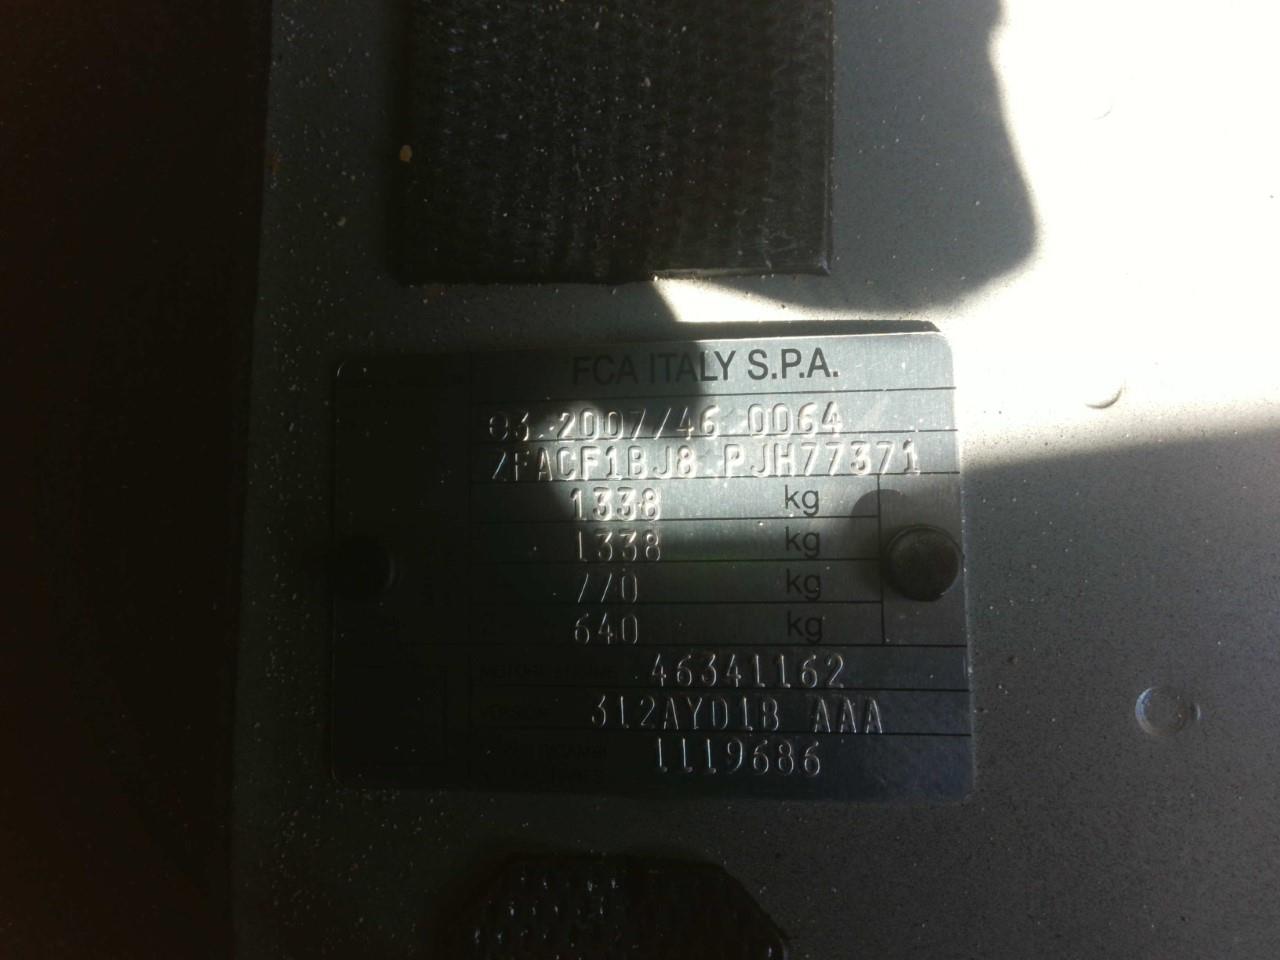 FCA ITALY S.P.A.
e3 2007/46 0064
ZFACF1BJ8 PJH77371
1338 kg
1338 kg
770 kg
640 kg
46341162
312AYD1B AAA
1119686